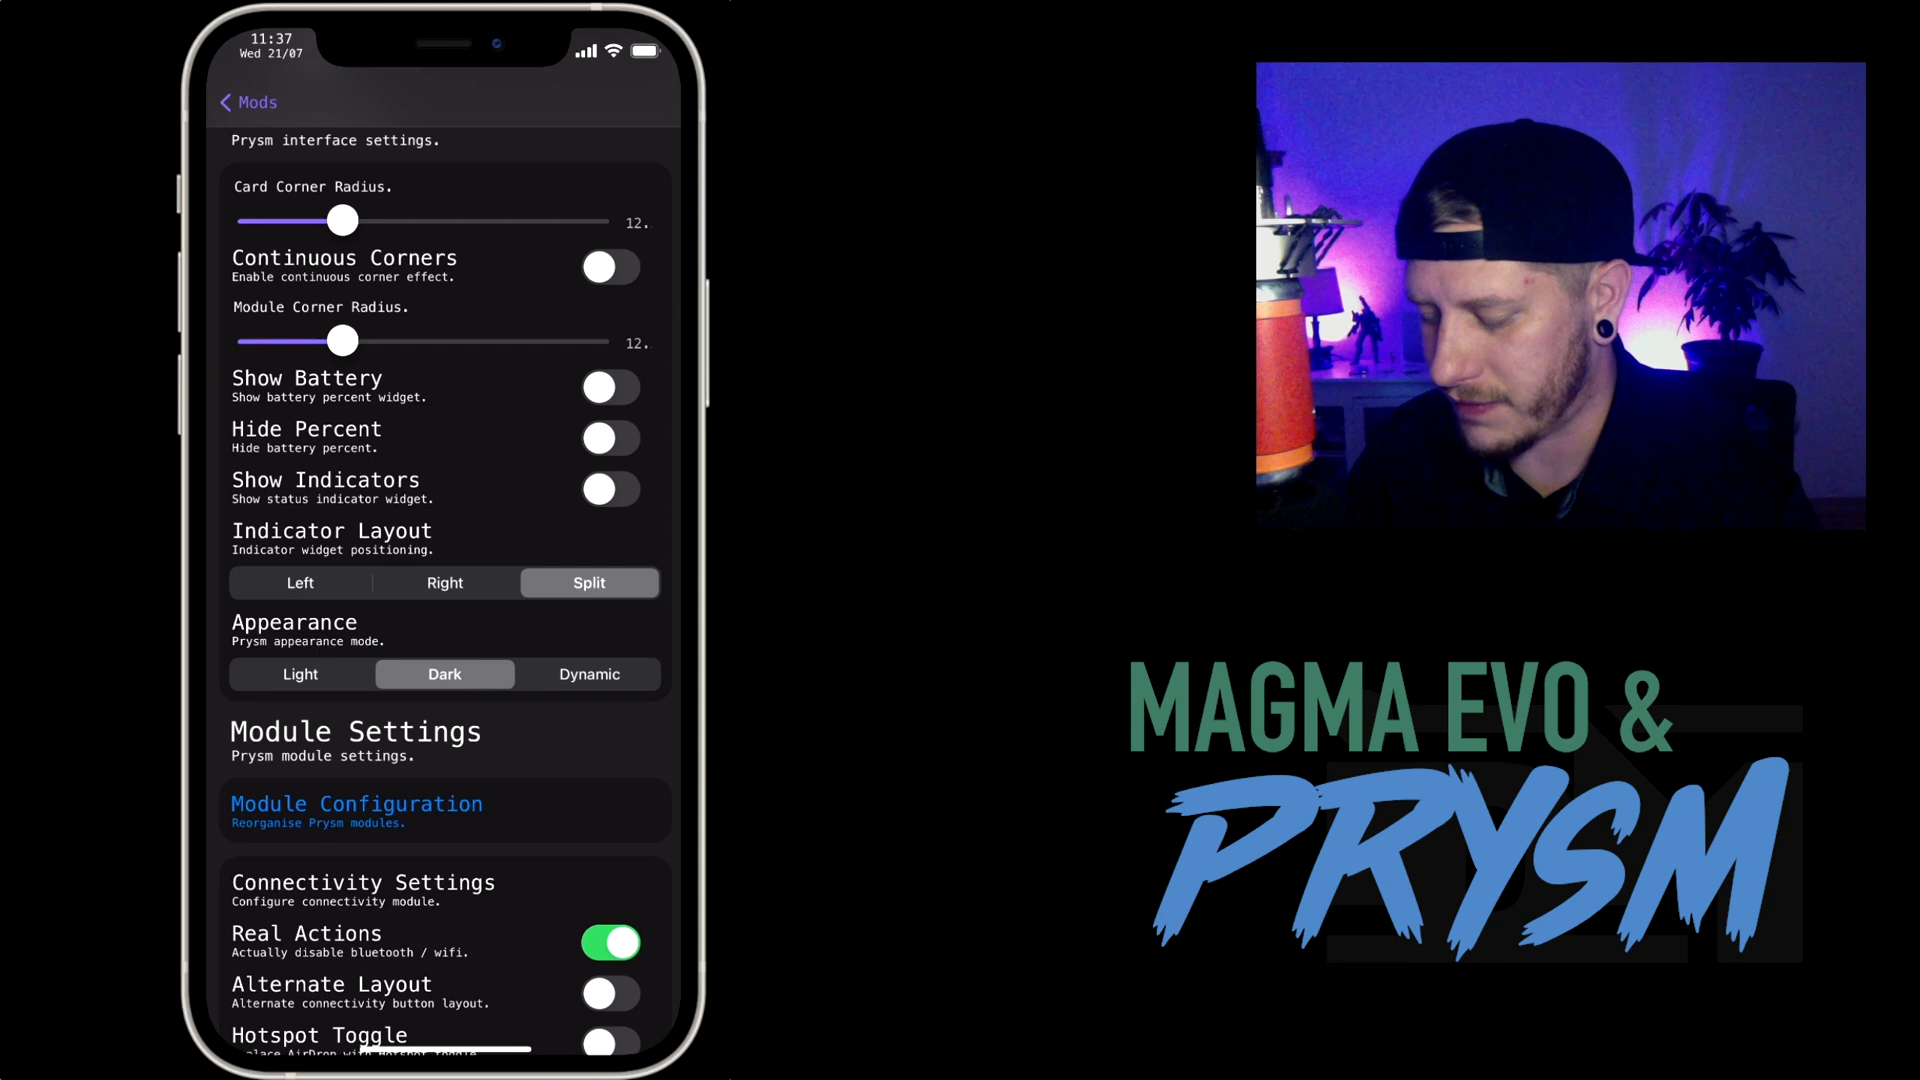 11:37
Wed 21/07
Mods
Prysm interface settings.
Card Corner Radius.
12.
Continuous Corners
Enable continuous corner effect.
Module Corner Radius.
12.
Show Battery
Show battery percent widget.
Hide Percent
Hide battery percent.
Show Indicators
Show status indicator widget.
Indicator Layout
Indicator widget positioning.
Left Right Split
Appearance
Prysm appearance mode.
Light Dark Dynamic
Module Settings
Prysm module settings.
Module Configuration
Reorganise Prysm modules.
Connectivity Settings
Configure connectivity module.
Real Actions
Actually disable bluetooth / wifi.
Alternate Layout
Alternate connectivity button layout.
Hotspot Toggle
AirDrop with Hotspot toggle
MAGMA EVO &
PRYSM